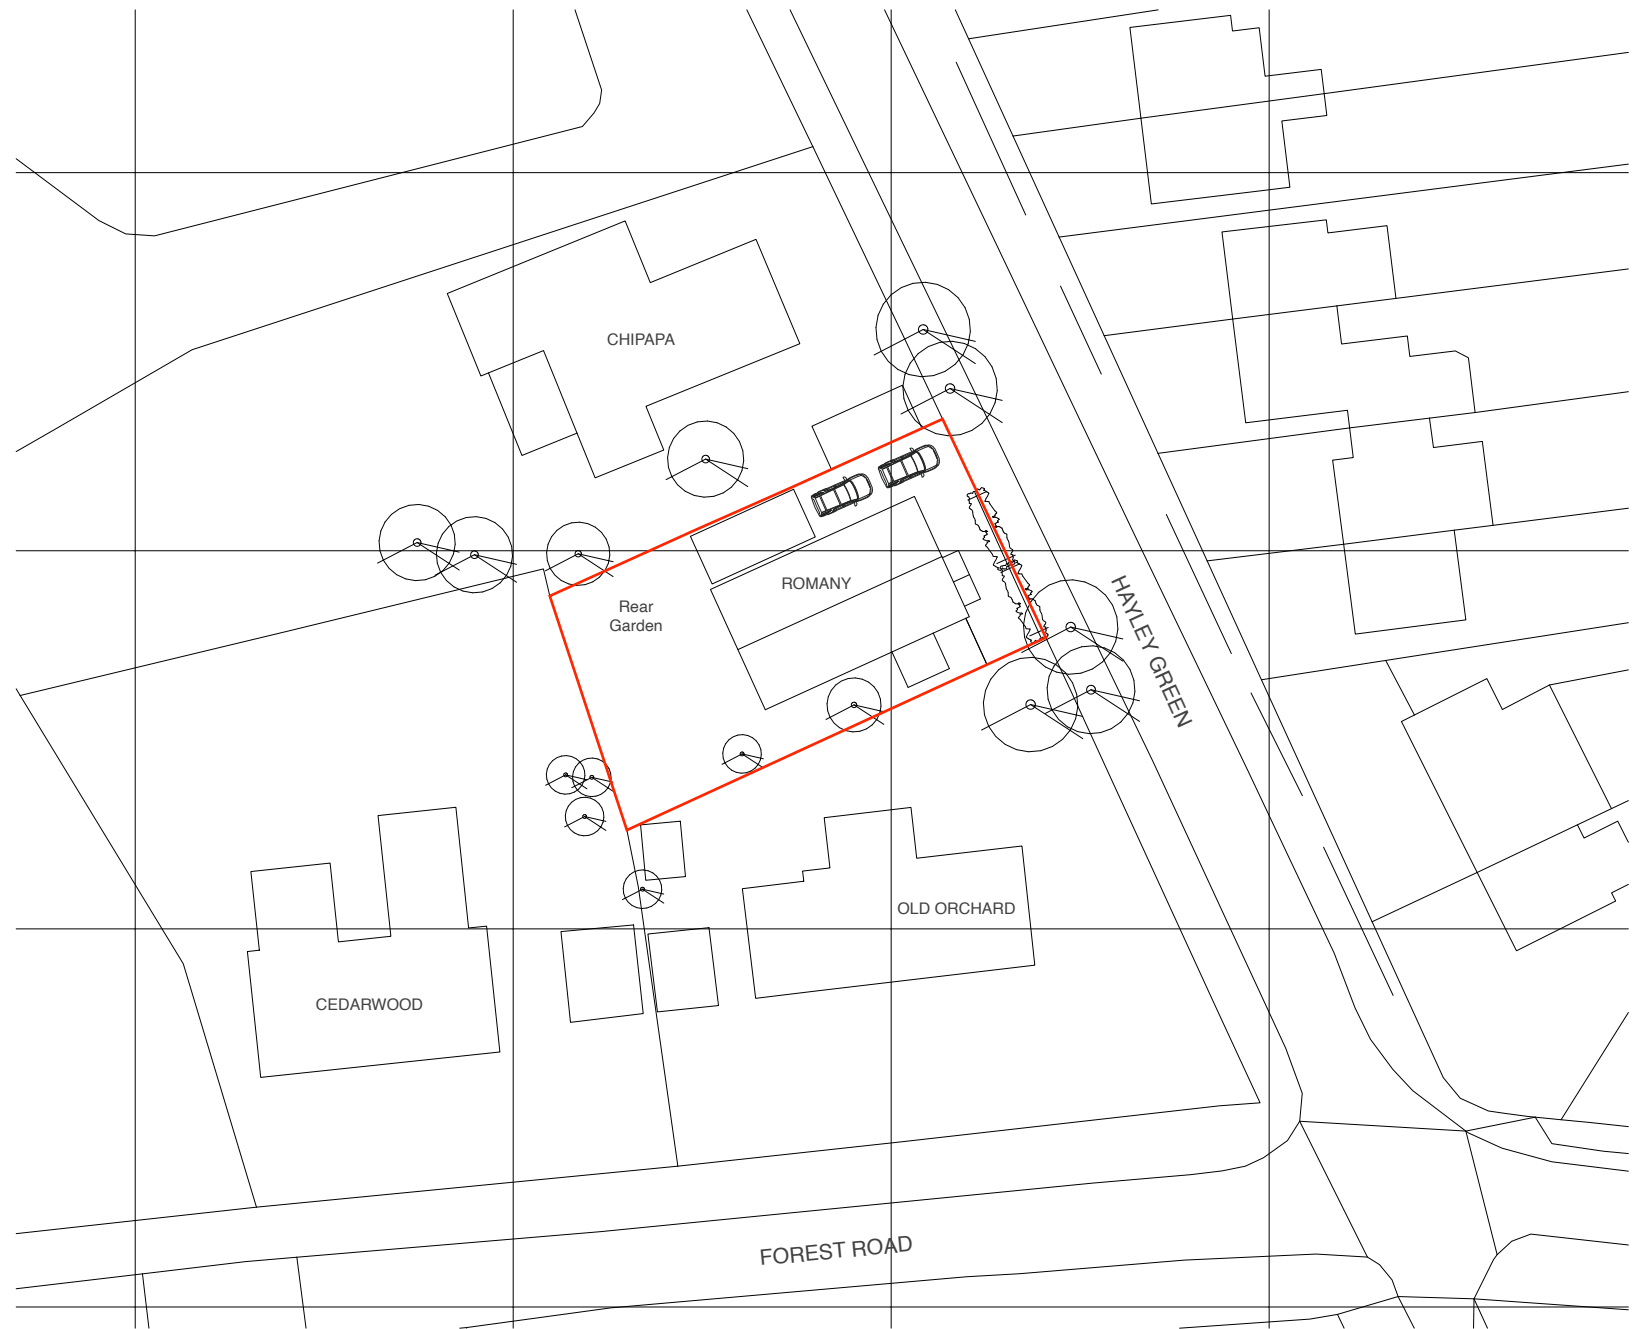 CHIPAPA
ROMANY
Rear
Garden
HAYLEY GREEN
OLD ORCHARD
CEDARWOOD
FOREST ROAD